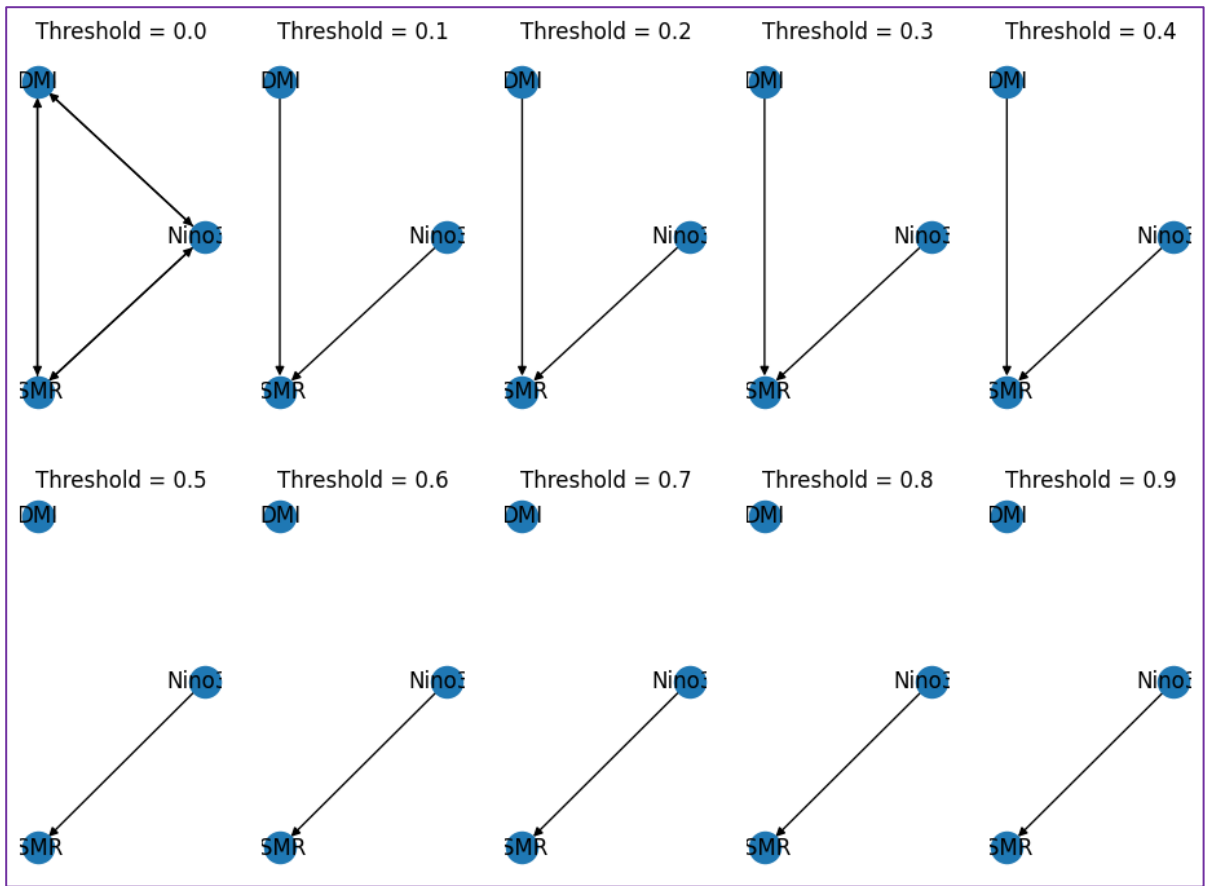 Threshold = 0.0 Threshold = 0.1 Threshold = 0.2 Threshold = 0.3 Threshold = 0.4
DMI DMI DMI DMI DMI
Nino3 Nino3 Nino3 Nino3 Nino3
SMR SMR SMR SMR SMR
Threshold = 0.5 Threshold = 0.6 Threshold = 0.7 Threshold = 0.8 Threshold = 0.9
DMI DMI DMI DMI DMI
Nino3 Nino3 Nino3 Nino3 Nino3
SMR SMR SMR SMR SMR